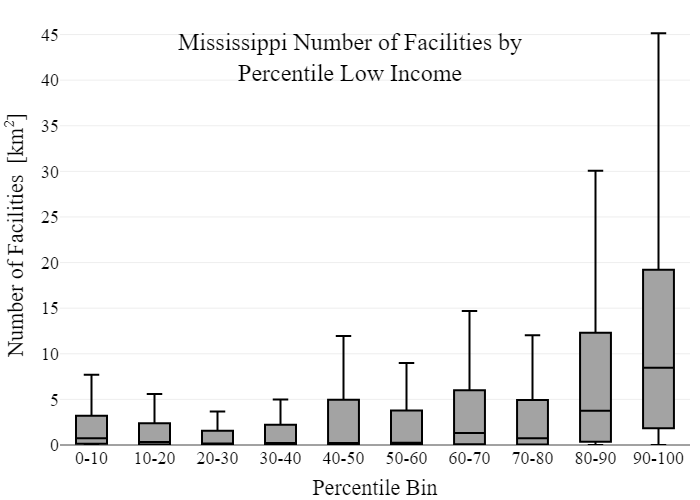 Mississippi Number of Facilities by
Percentile Low Income
Number of Facilities [km²]
45
40
35
30
25
20
15
10
5
0
0-10 10-20 20-30 30-40 40-50 50-60 60-70 70-80 80-90 90-100
Percentile Bin